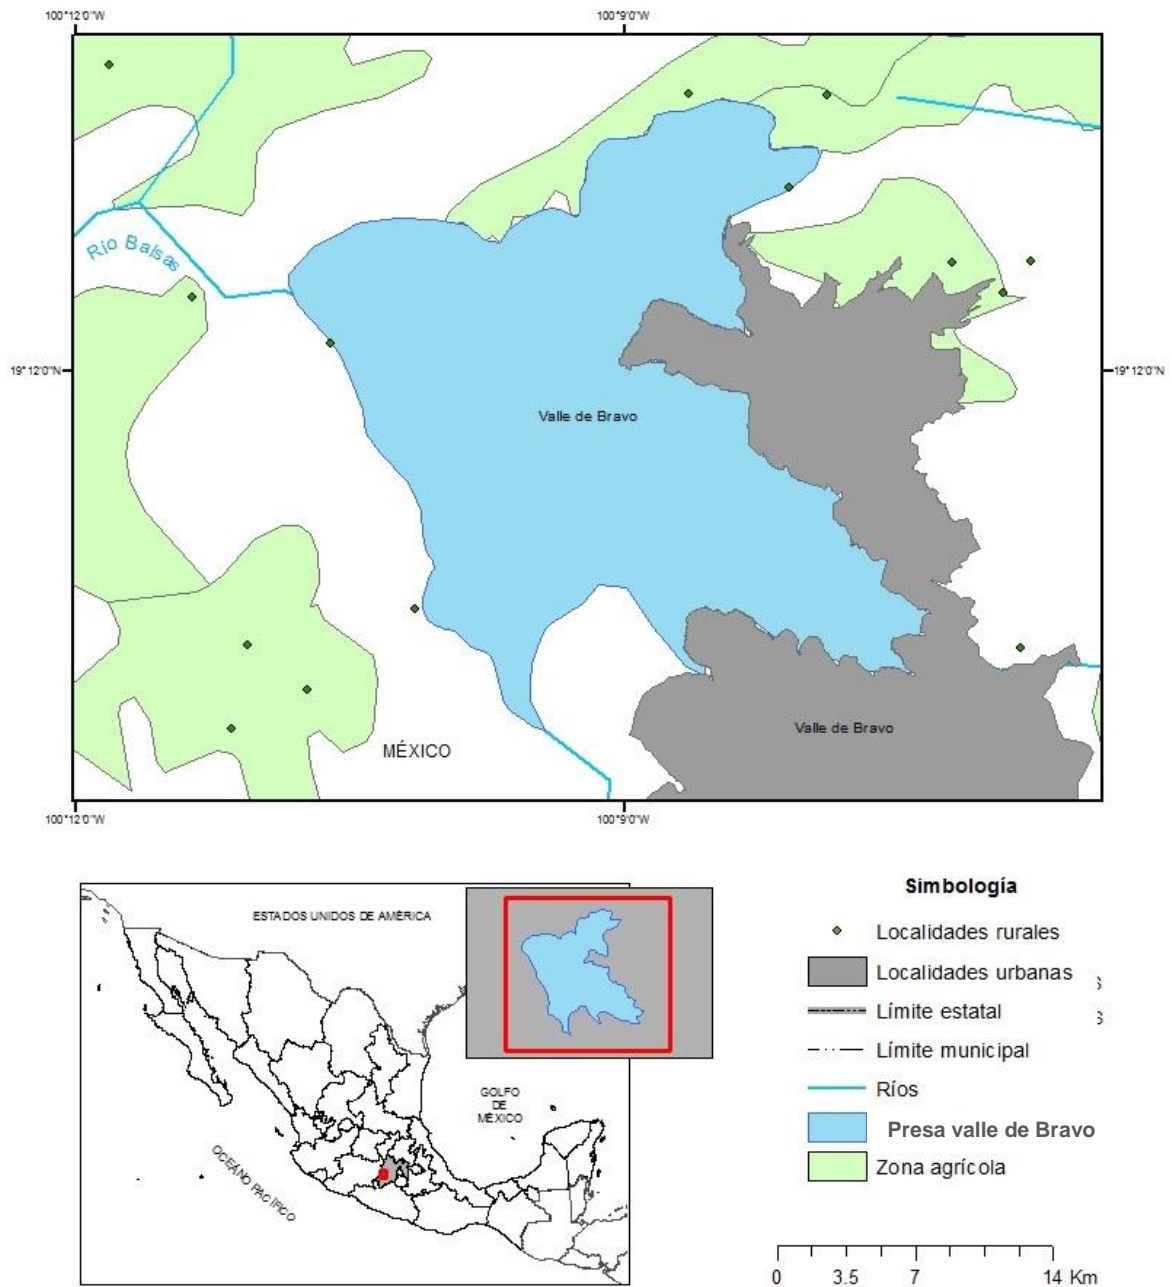 100°12'0"W
100°9'0"W
Río Balsas
19°12'0"N
19°12'0"N
Valle de Bravo
Valle de Bravo
MÉXICO
100°12'0"W
100°9'0"W
ESTADOS UNIDOS DE AMÉRICA
GOLFO
DE
MÉXICO
OCEANO PACÍFICO
Simbología
Localidades rurales
Localidades urbanas
s
Límite estatal
s
Límite municipal
Ríos
Presa valle de Bravo
Zona agrícola
0 3.5 7 14 Km